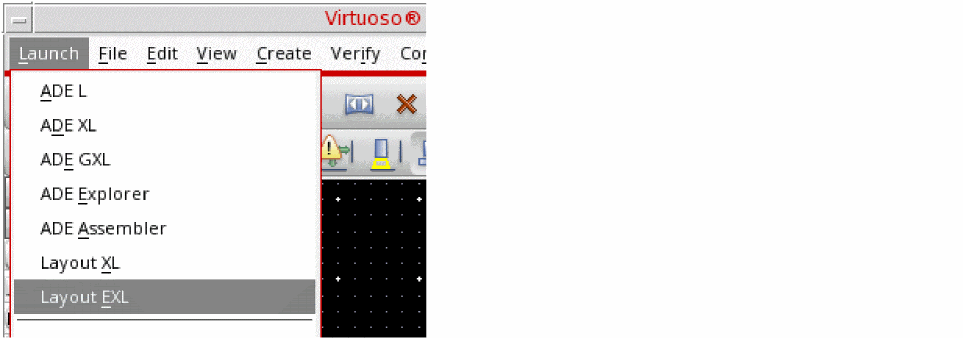 Virtuoso®
Launch File Edit View Create Verify
ADE L
ADE XL
ADE GXL
ADE Explorer
ADE Assembler
Layout XL
Layout EXL